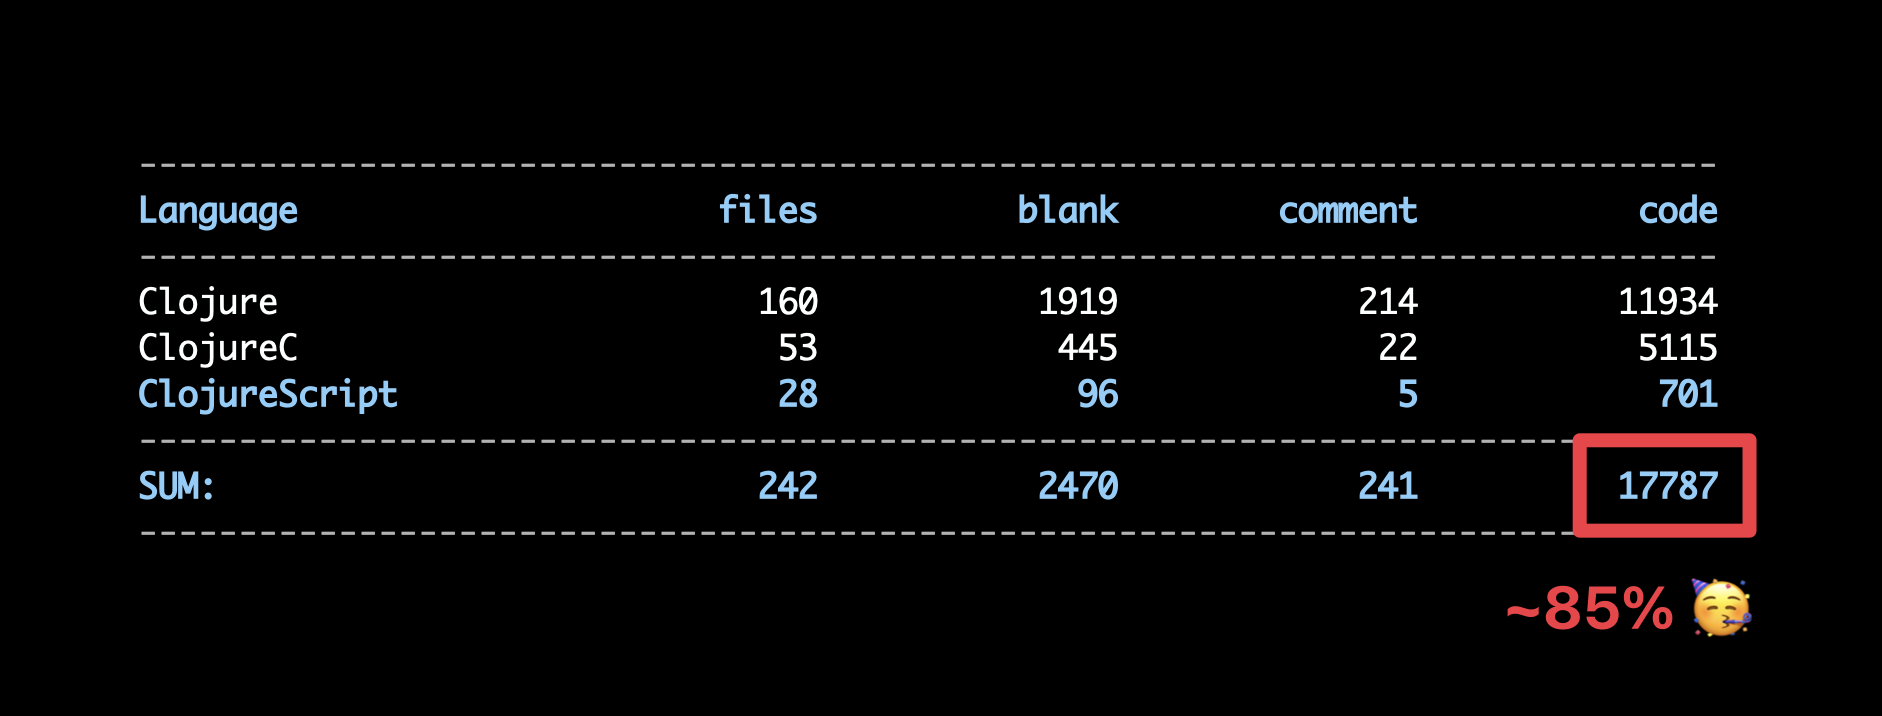 --------------------------------------------------------------------------------
Language files blank comment code
--------------------------------------------------------------------------------
Clojure 160 1919 214 11934
ClojureC 53 445 22 5115
ClojureScript 28 96 5 701
--------------------------------------------------------------------------------
SUM: 242 2470 241 17787
--------------------------------------------------------------------------------
~85% 🥳